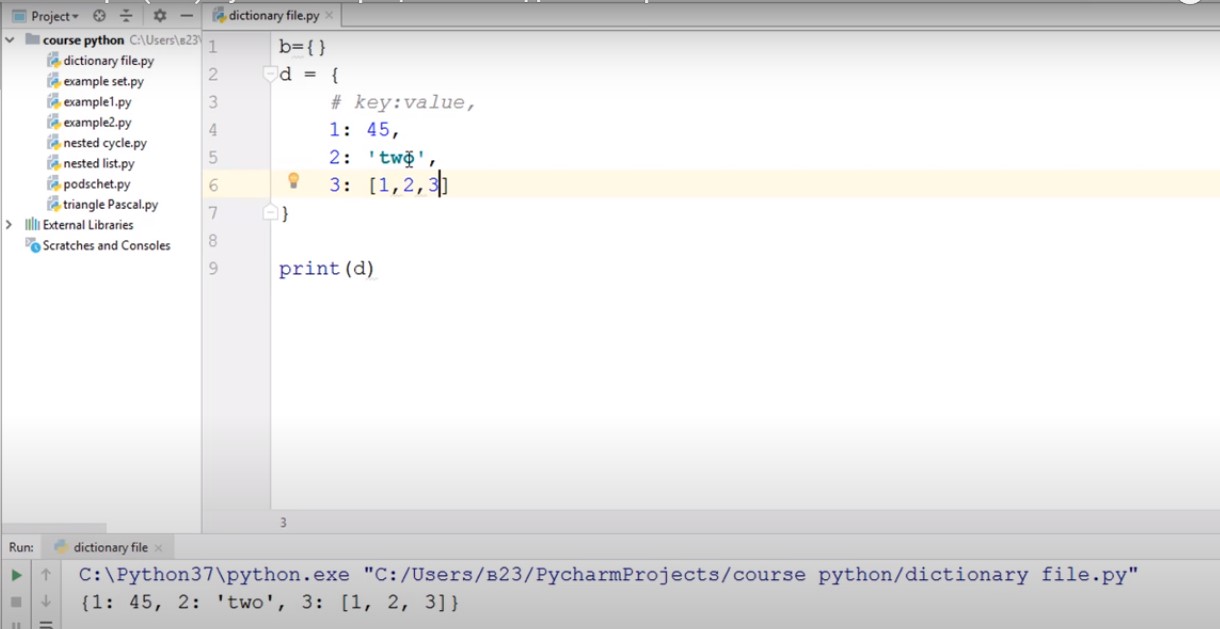 Project
dictionary file.py
course python C:\Users\в23\
dictionary file.py
example set.py
example1.py
example2.py
nested cycle.py
nested list.py
podschet.py
triangle Pascal.py
External Libraries
Scratches and Consoles
1 b={}
2 d = {
3 # key:value,
4 1: 45,
5 2: 'two',
6 3: [1,2,3]
7 }
8
9 print(d)
3
Run: dictionary file
C:\Python37\python.exe "C:/Users/в23/PycharmProjects/course python/dictionary file.py"
{1: 45, 2: 'two', 3: [1, 2, 3]}